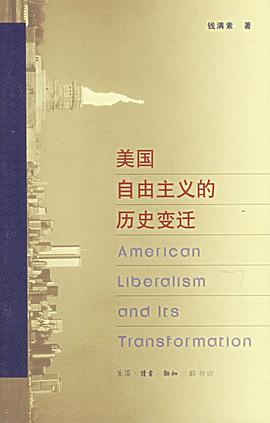 钱满素 著
美国
自由主义的
历史变迁
American
Liberalism
and Its
Transformation
生活·读书·新知三联书店